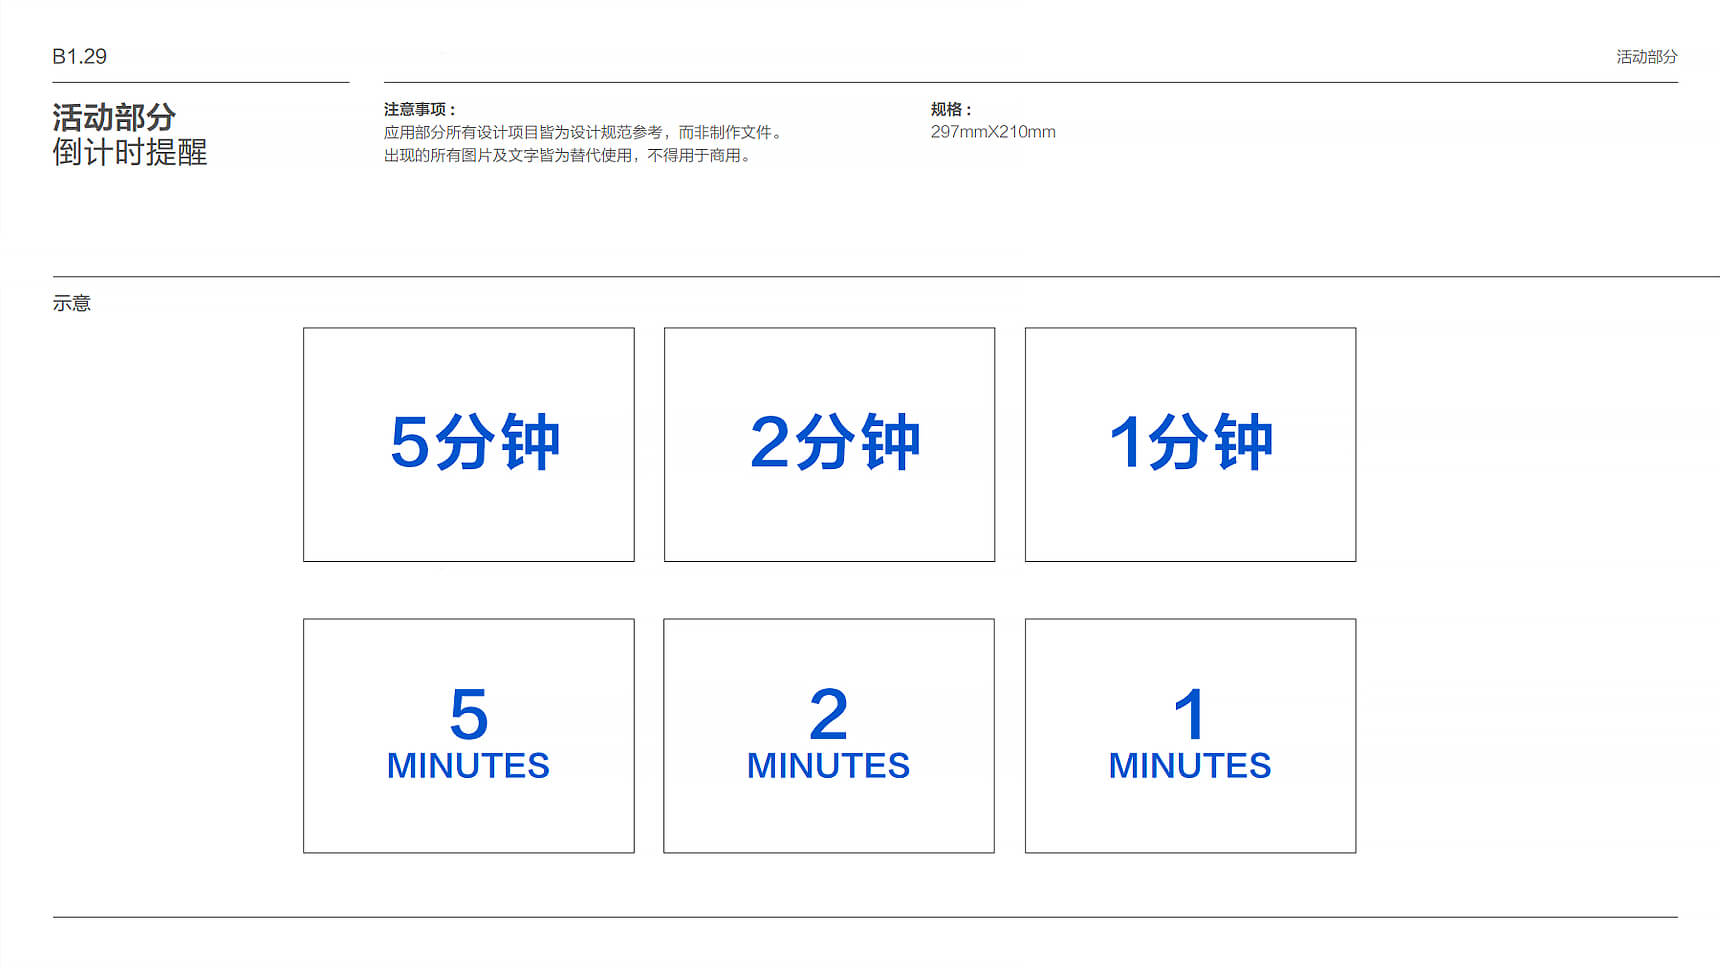 B1.29
活动部分
活动部分
倒计时提醒
注意事项：
应用部分所有设计项目皆为设计规范参考，而非制作文件。
出现的所有图片及文字皆为替代使用，不得用于商用。
规格：
297mmX210mm
示意
5分钟
2分钟
1分钟
5
MINUTES
2
MINUTES
1
MINUTES